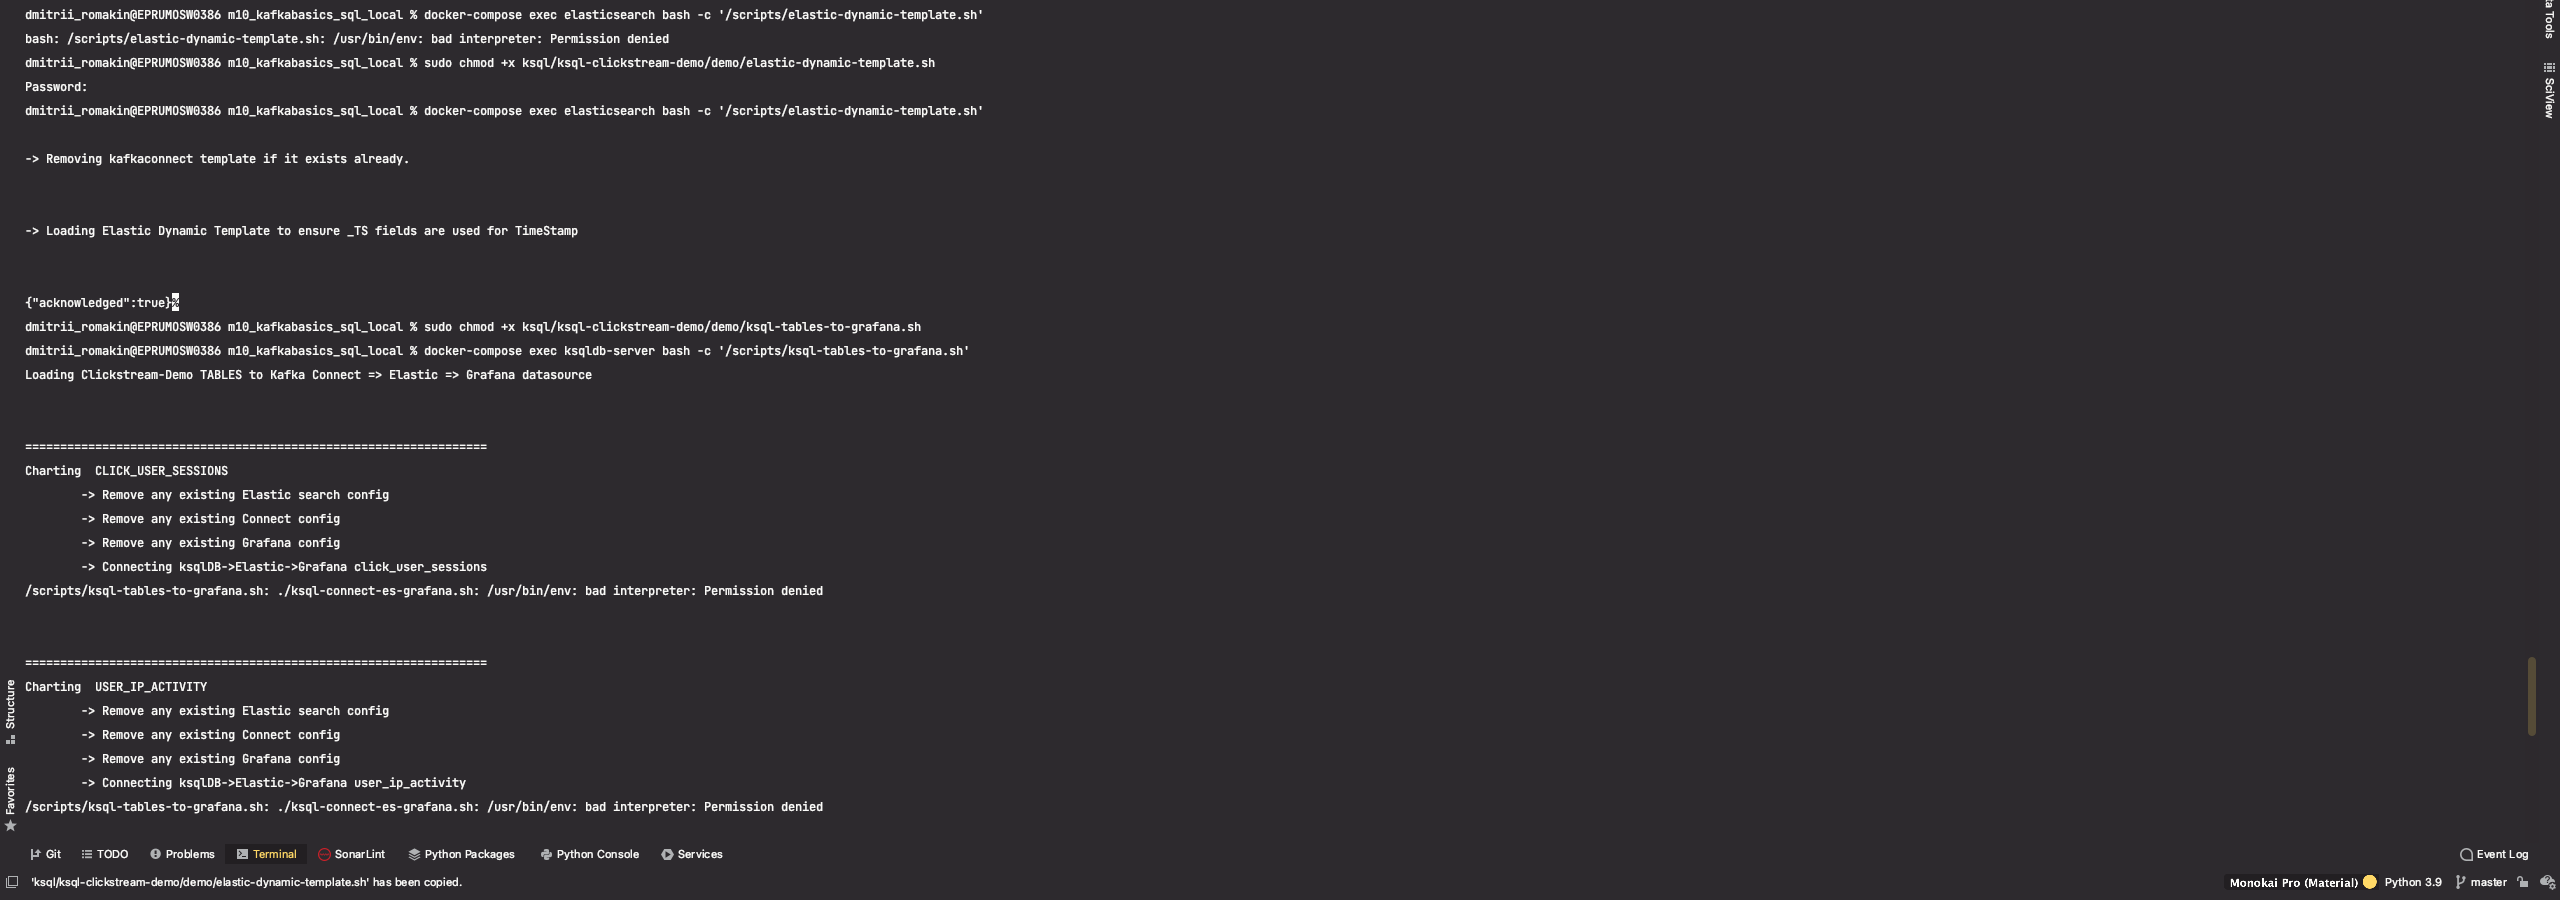 dmitrii_romakin@EPRUMOSW0386 m10_kafkabasics_sql_local % docker-compose exec elasticsearch bash -c '/scripts/elastic-dynamic-template.sh'
bash: /scripts/elastic-dynamic-template.sh: /usr/bin/env: bad interpreter: Permission denied
dmitrii_romakin@EPRUMOSW0386 m10_kafkabasics_sql_local % sudo chmod +x ksql/ksql-clickstream-demo/demo/elastic-dynamic-template.sh
Password:
dmitrii_romakin@EPRUMOSW0386 m10_kafkabasics_sql_local % docker-compose exec elasticsearch bash -c '/scripts/elastic-dynamic-template.sh'
-> Removing kafkaconnect template if it exists already.
-> Loading Elastic Dynamic Template to ensure _TS fields are used for TimeStamp
{"acknowledged":true}%
dmitrii_romakin@EPRUMOSW0386 m10_kafkabasics_sql_local % sudo chmod +x ksql/ksql-clickstream-demo/demo/ksql-tables-to-grafana.sh
dmitrii_romakin@EPRUMOSW0386 m10_kafkabasics_sql_local % docker-compose exec ksqldb-server bash -c '/scripts/ksql-tables-to-grafana.sh'
Loading Clickstream-Demo TABLES to Kafka Connect => Elastic => Grafana datasource
==================================================================
Charting  CLICK_USER_SESSIONS
-> Remove any existing Elastic search config
-> Remove any existing Connect config
-> Remove any existing Grafana config
-> Connecting ksqlDB->Elastic->Grafana click_user_sessions
/scripts/ksql-tables-to-grafana.sh: ./ksql-connect-es-grafana.sh: /usr/bin/env: bad interpreter: Permission denied
==================================================================
Charting  USER_IP_ACTIVITY
-> Remove any existing Elastic search config
-> Remove any existing Connect config
-> Remove any existing Grafana config
-> Connecting ksqlDB->Elastic->Grafana user_ip_activity
/scripts/ksql-tables-to-grafana.sh: ./ksql-connect-es-grafana.sh: /usr/bin/env: bad interpreter: Permission denied
Structure
Favorites
Tools
SciView
Git TODO Problems Terminal SonarLint Python Packages Python Console Services Event Log
'ksql/ksql-clickstream-demo/demo/elastic-dynamic-template.sh' has been copied. Monokai Pro (Material) Python 3.9 master